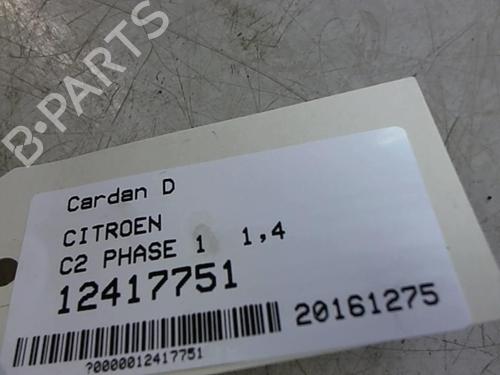 B-PARTS
Cardan D
CITROEN
C2 PHASE 1 1,4
12417751
20161275
?0000012417751